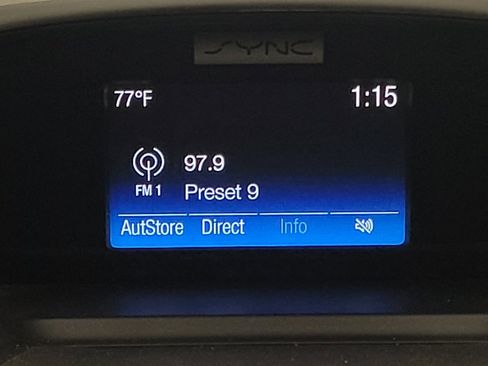 SYNC
77°F 1:15
97.9
FM 1 Preset 9
AutStore Direct Info